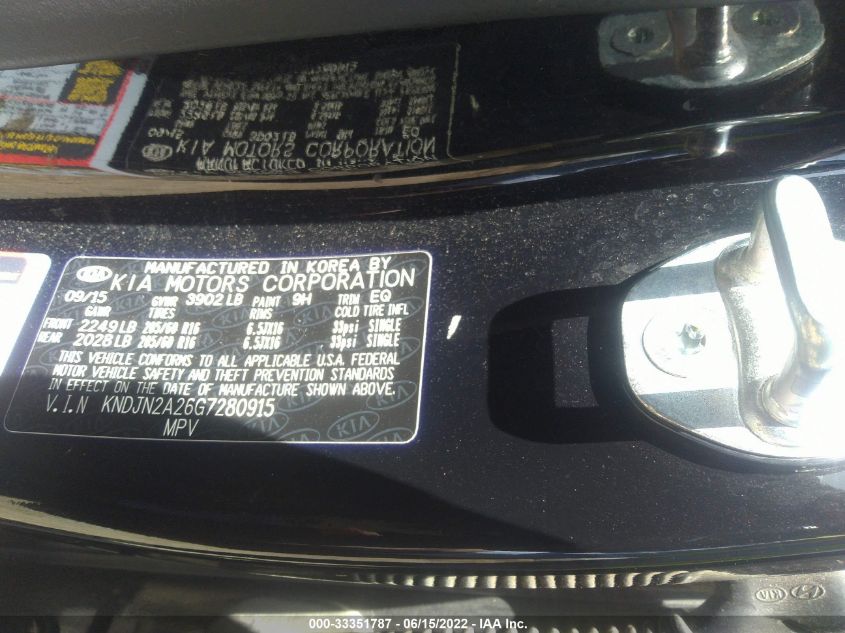 KIA
MANUFACTURED IN KOREA BY
KIA MOTORS CORPORATION
09/15 GVWR 3902 LB PAINT 9H TRIM EQ
GAWR TIRES RIMS COLD TIRE INFL
FRONT 2249 LB 205/60 R16 6.5JX16 33psi SINGLE
REAR 2028 LB 205/60 R16 6.5JX16 33psi SINGLE
THIS VEHICLE CONFORMS TO ALL APPLICABLE U.S.A. FEDERAL
MOTOR VEHICLE SAFETY AND THEFT PREVENTION STANDARDS
IN EFFECT ON THE DATE OF MANUFACTURE SHOWN ABOVE.
V.I.N KNDJN2A26G7280915
MPV
KIA
000-33351787 - 06/15/2022 - IAA Inc.